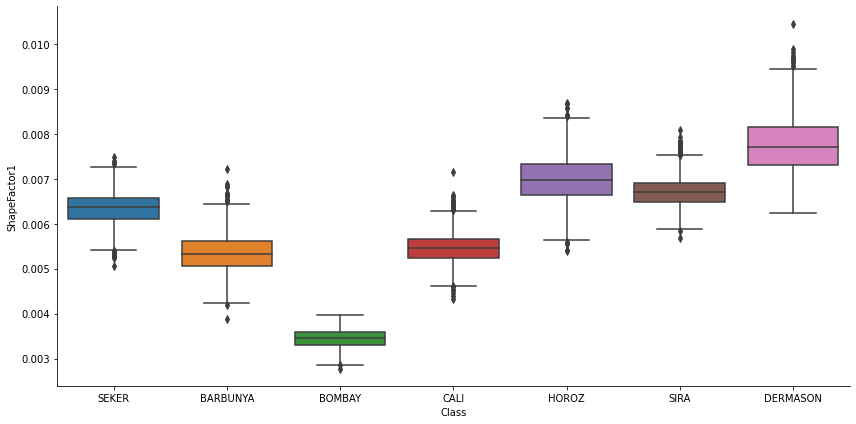 ShapeFactor1
0.010
0.009
0.008
0.007
0.006
0.005
0.004
0.003
SEKER BARBUNYA BOMBAY CALI HOROZ SIRA DERMASON
Class